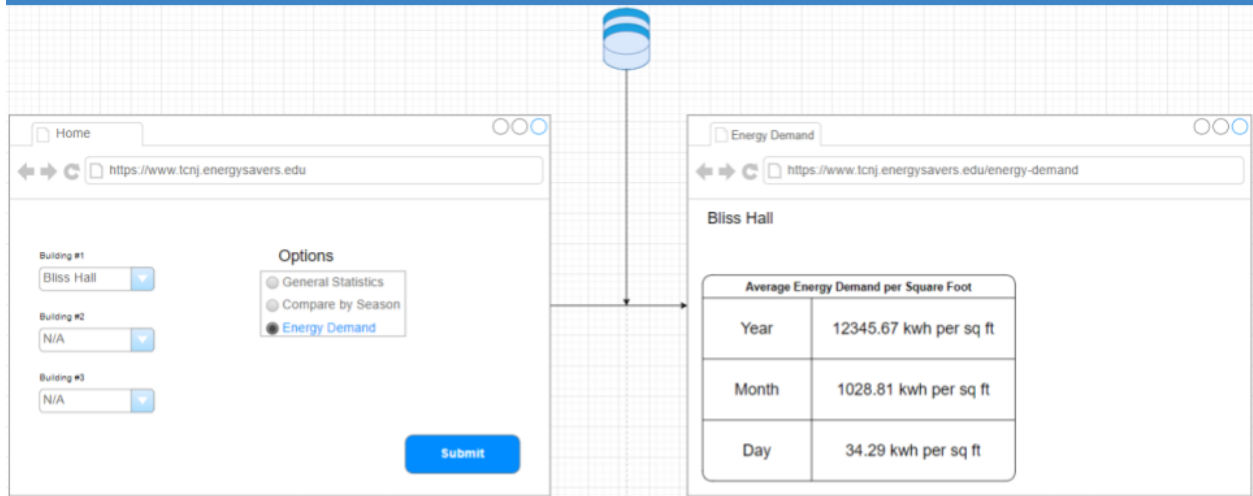 Home
https://www.tcnj.energysavers.edu
Building #1
Bliss Hall
Building #2
N/A
Building #3
N/A
Options
General Statistics
Compare by Season
Energy Demand
Submit
Energy Demand
https://www.tcnj.energysavers.edu/energy-demand
Bliss Hall
Average Energy Demand per Square Foot
Year 12345.67 kwh per sq ft
Month 1028.81 kwh per sq ft
Day 34.29 kwh per sq ft